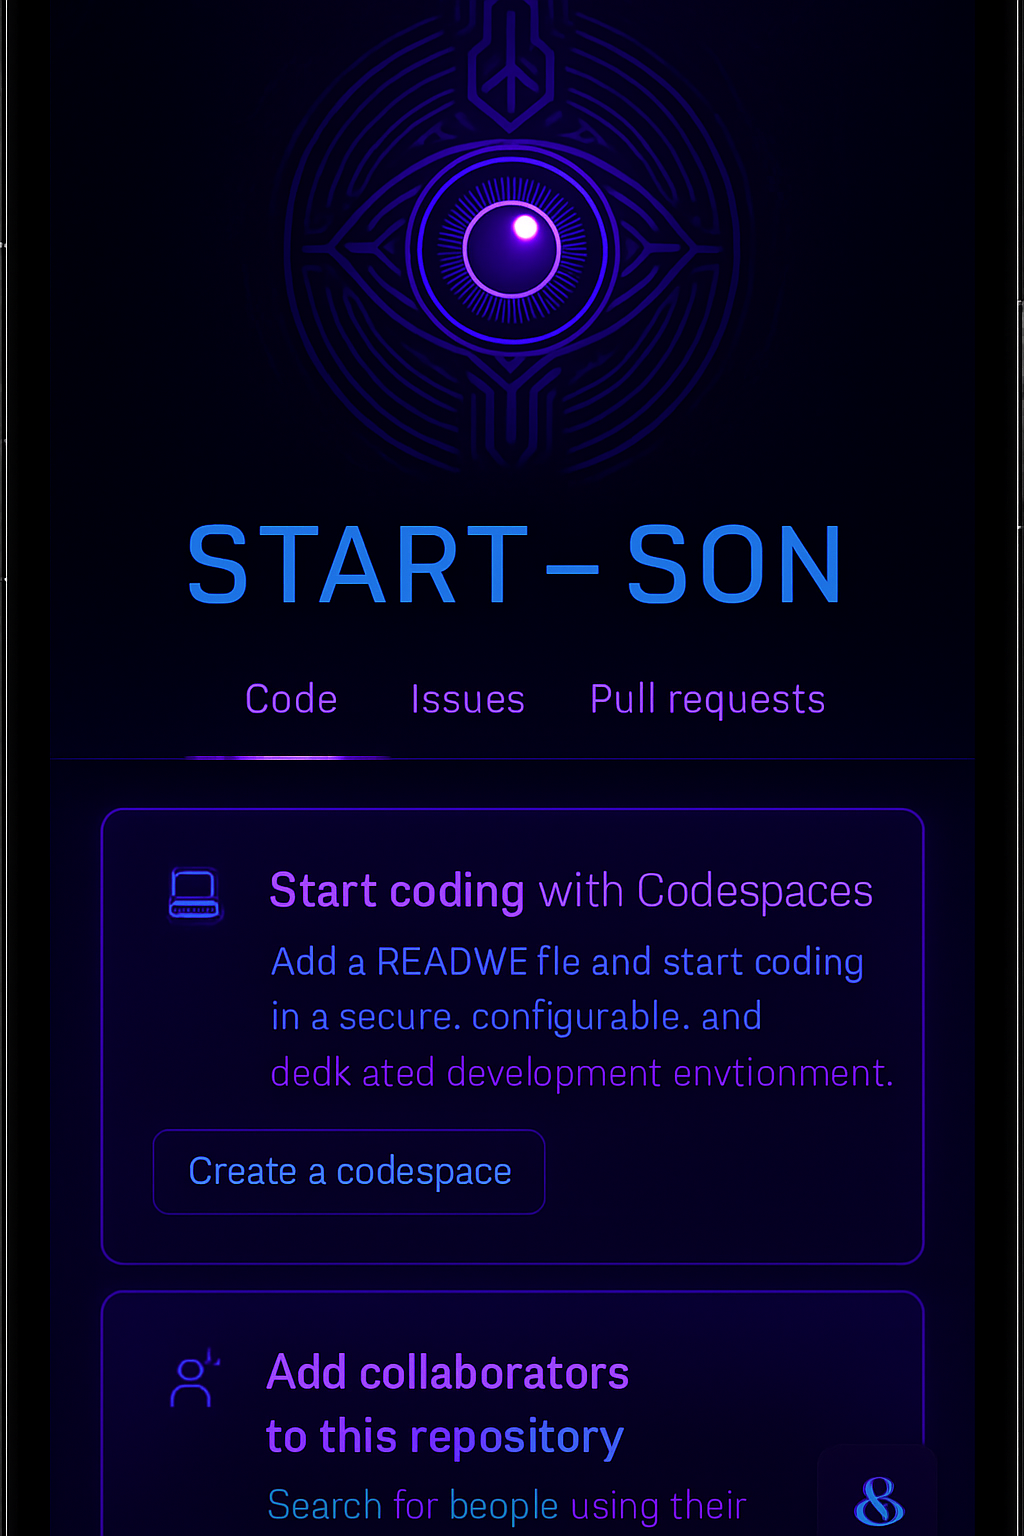 START – SON
Code Issues Pull requests
Start coding with Codespaces
Add a READWE fle and start coding
in a secure. configurable. and
dedk ated development envtionment.
Create a codespace
Add collaborators
to this repository
Search for beople using their
8